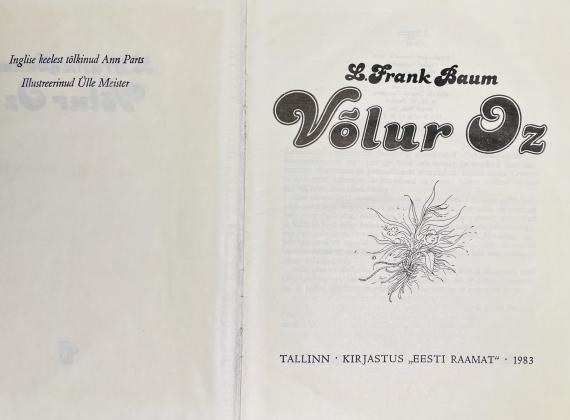 Inglise keelest tõlkinud Ann Parts
Illustreerinud Ülle Meister
L. Frank Baum
Võlur Oz
TALLINN · KIRJASTUS „EESTI RAAMAT“ · 1983